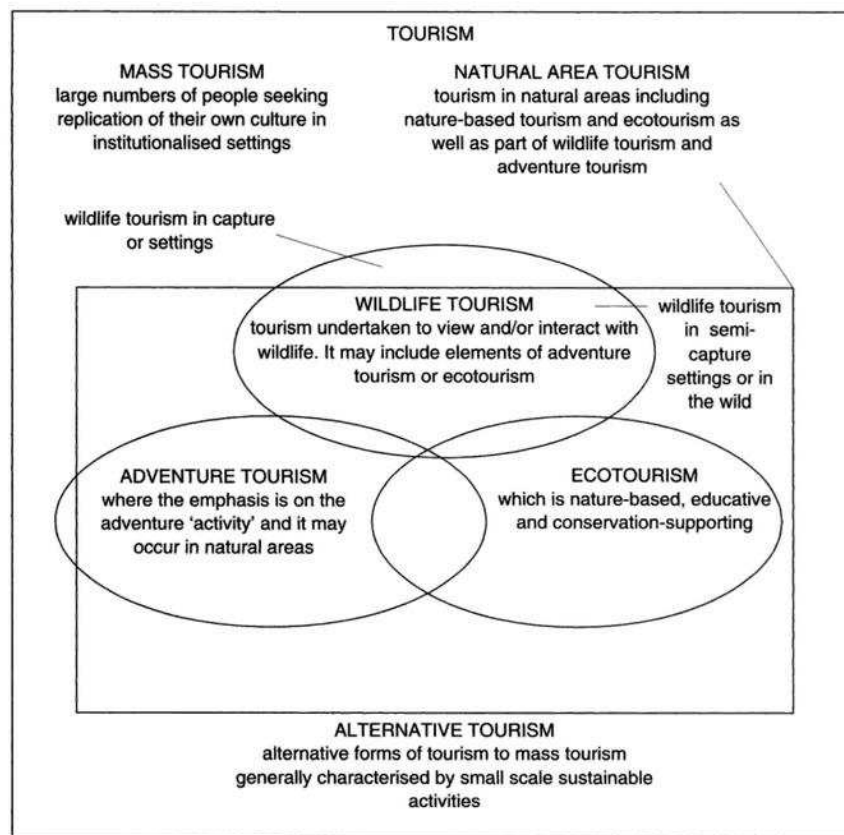 TOURISM
MASS TOURISM
large numbers of people seeking
replication of their own culture in
institutionalised settings
NATURAL AREA TOURISM
tourism in natural areas including
nature-based tourism and ecotourism as
well as part of wildlife tourism and
adventure tourism
wildlife tourism in capture
or settings
WILDLIFE TOURISM
tourism undertaken to view and/or interact with
wildlife. It may include elements of adventure
tourism or ecotourism
wildlife tourism
in semi-
capture
settings or in
the wild
ADVENTURE TOURISM
where the emphasis is on the
adventure ‘activity’ and it may
occur in natural areas
ECOTOURISM
which is nature-based, educative
and conservation-supporting
ALTERNATIVE TOURISM
alternative forms of tourism to mass tourism
generally characterised by small scale sustainable
activities